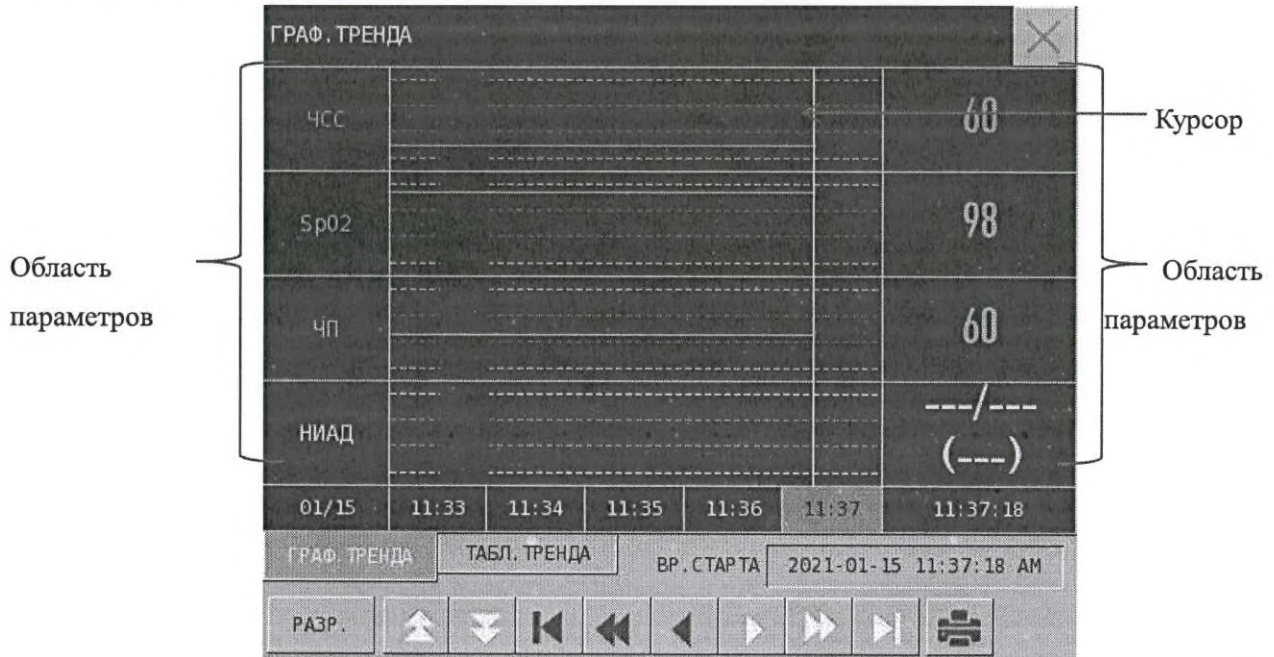 ГРАФ.ТРЕНДА
ЧСС
60
Курсор
SpO2
98
Область
параметров
Область
параметров
ЧП
60
НИАД
---/---
(---)
01/15 11:33 11:34 11:35 11:36 11:37 11:37:18
ГРАФ.ТРЕНДА ТАБЛ.ТРЕНДА ВР.СТАРТА 2021-01-15 11:37:18 AM
РАЗР.